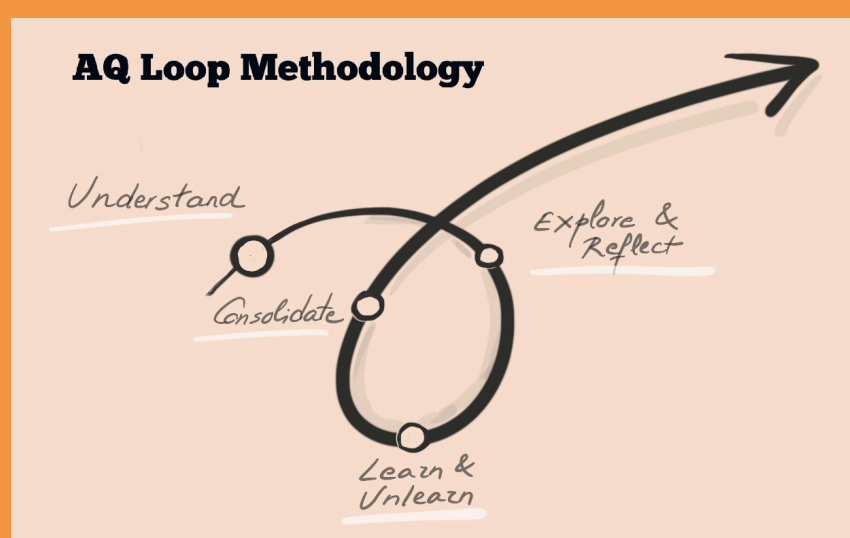 AQ Loop Methodology
Understand
Explore &
Reflect
Consolidate
Learn &
Unlearn